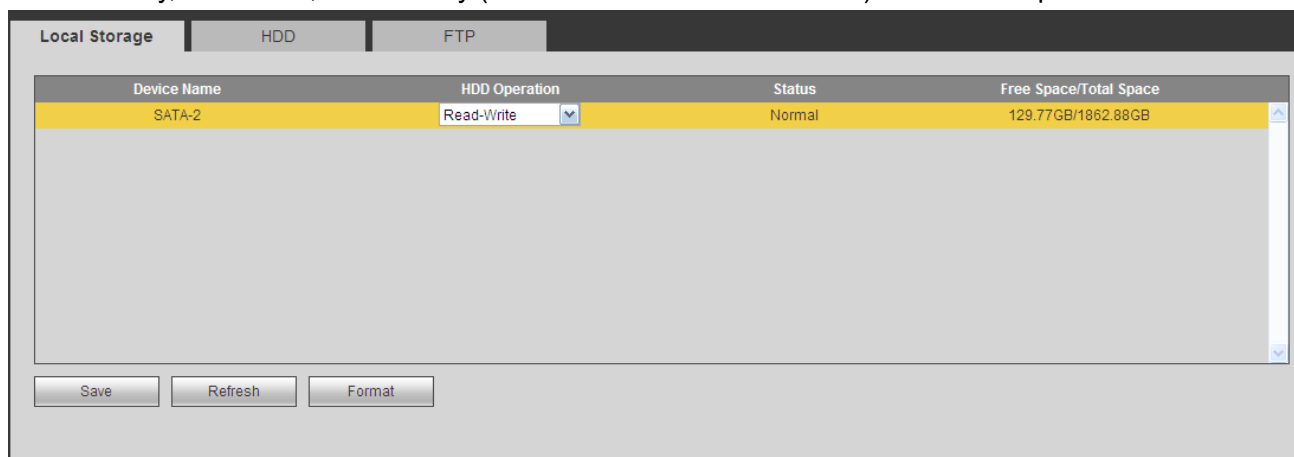 Local Storage HDD FTP
Device Name HDD Operation Status Free Space/Total Space
SATA-2 Read-Write Normal 129.77GB/1862.88GB
Save Refresh Format